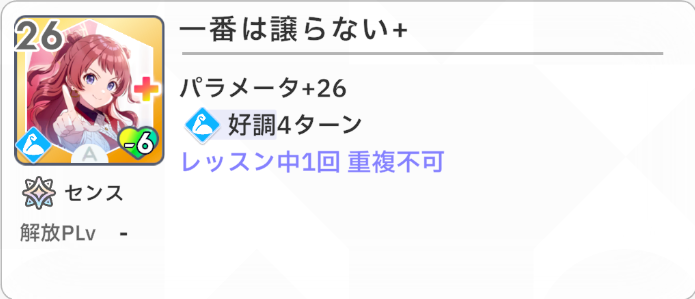 26
一番は譲らない+
パラメータ+26
好調4ターン
レッスン中1回 重複不可
A
-6
センス
解放PLv -